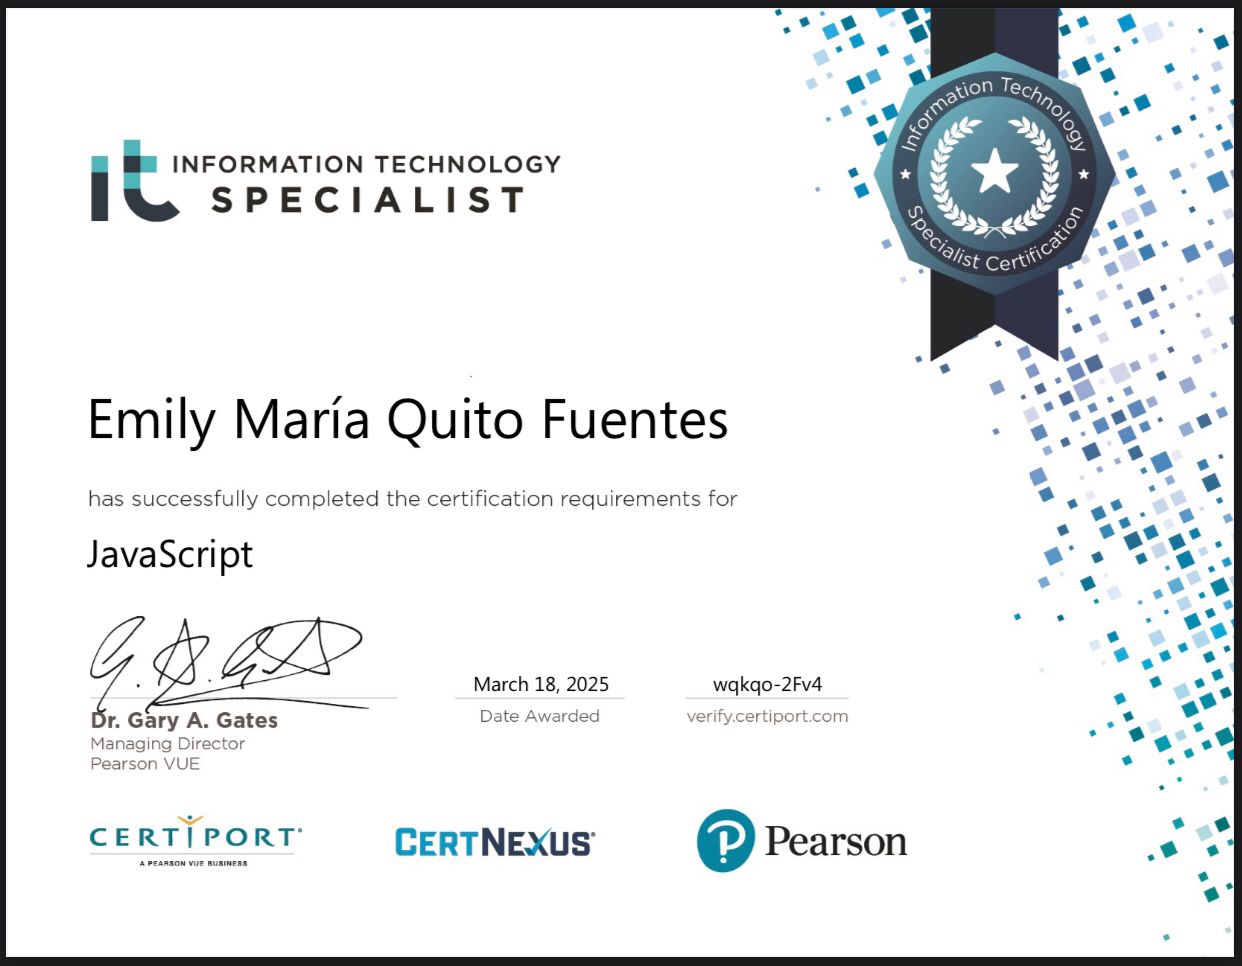 it INFORMATION TECHNOLOGY
SPECIALIST
Information Technology
Specialist Certification
Emily María Quito Fuentes
has successfully completed the certification requirements for
JavaScript
March 18, 2025
wqkqo-2Fv4
Dr. Gary A. Gates
Date Awarded
verify.certiport.com
Managing Director
Pearson VUE
CERTIPORT
A PEARSON VUE BUSINESS
CERTNEXUS
Pearson